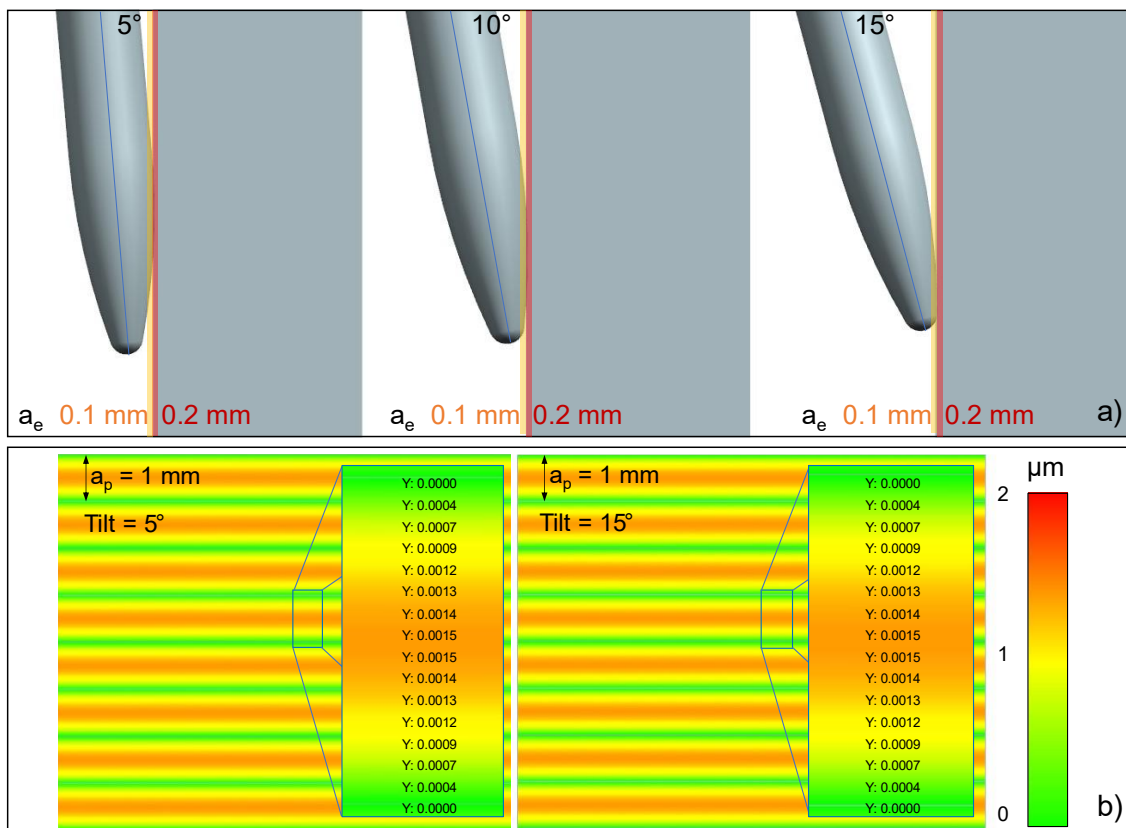 5°
10°
15°
aₑ 0.1 mm 0.2 mm
aₑ 0.1 mm 0.2 mm
aₑ 0.1 mm 0.2 mm
a)
aₚ = 1 mm
Tilt = 5°
Y: 0.0000
Y: 0.0004
Y: 0.0007
Y: 0.0009
Y: 0.0012
Y: 0.0013
Y: 0.0014
Y: 0.0015
Y: 0.0015
Y: 0.0014
Y: 0.0013
Y: 0.0012
Y: 0.0009
Y: 0.0007
Y: 0.0004
Y: 0.0000
aₚ = 1 mm
Tilt = 15°
Y: 0.0000
Y: 0.0004
Y: 0.0007
Y: 0.0009
Y: 0.0012
Y: 0.0013
Y: 0.0014
Y: 0.0015
Y: 0.0015
Y: 0.0014
Y: 0.0013
Y: 0.0012
Y: 0.0009
Y: 0.0007
Y: 0.0004
Y: 0.0000
µm
2
1
0
b)